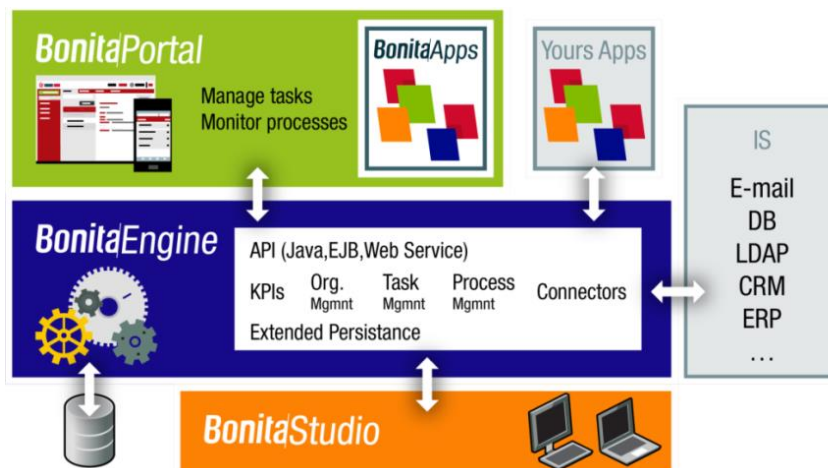 BonitaPortal
Manage tasks
Monitor processes
BonitaApps
Yours Apps
IS
E-mail
DB
LDAP
CRM
ERP
...
BonitaEngine
API (Java,EJB,Web Service)
KPIs
Org.
Mgmnt
Task
Mgmnt
Process
Mgmnt
Connectors
Extended Persistance
BonitaStudio